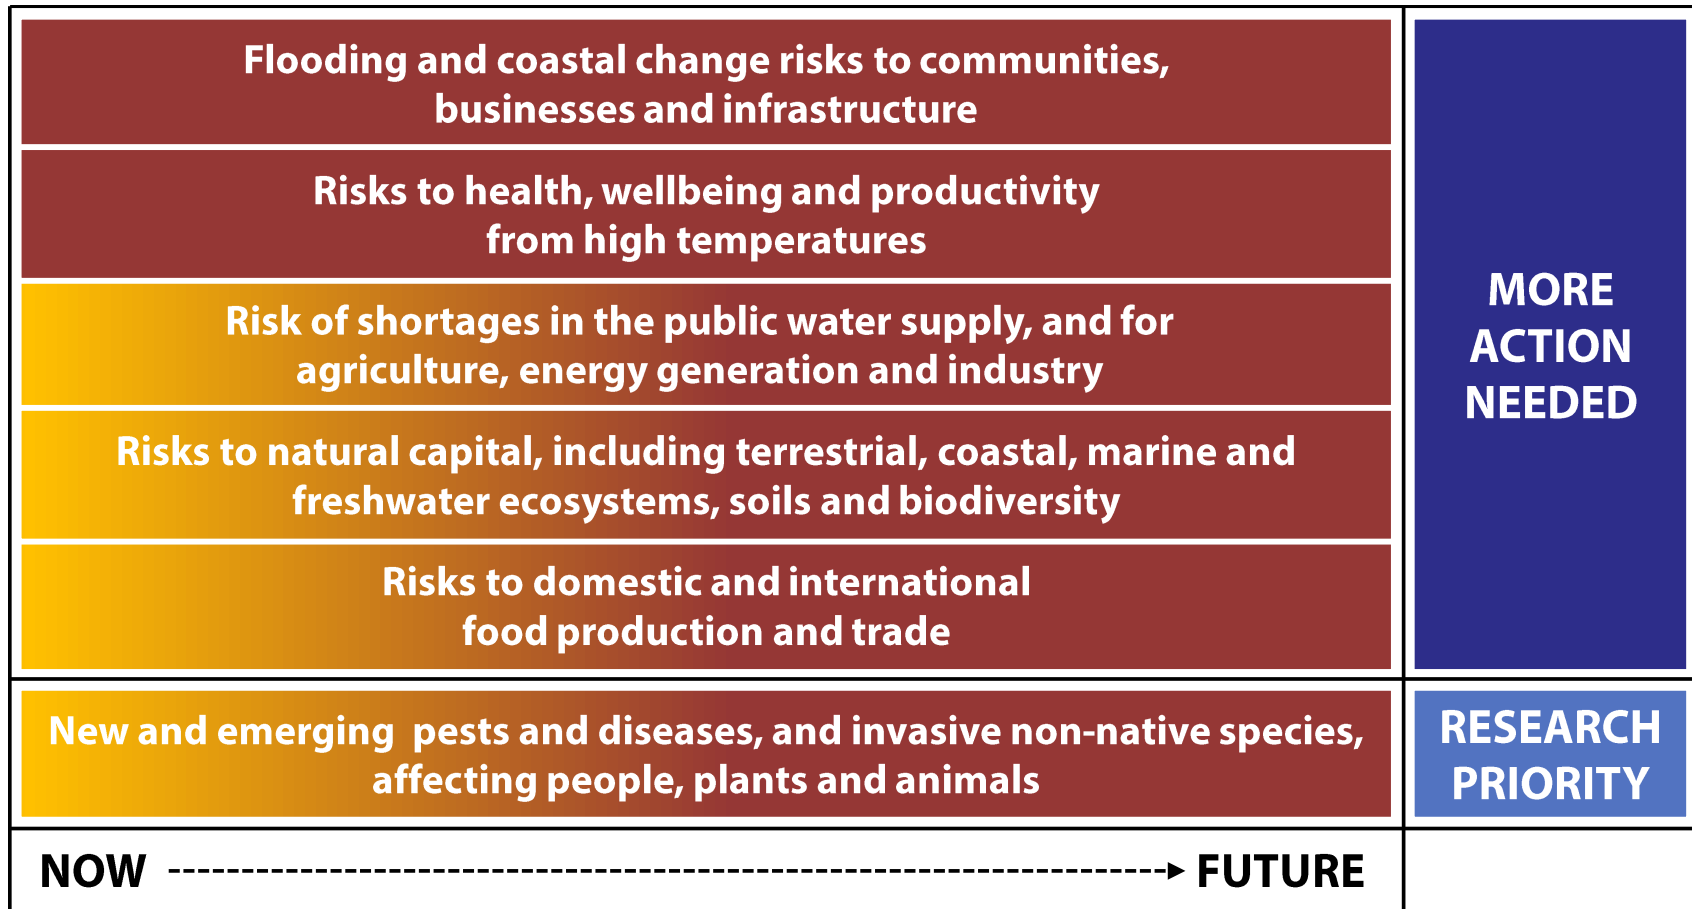 Flooding and coastal change risks to communities,
businesses and infrastructure
Risks to health, wellbeing and productivity
from high temperatures
Risk of shortages in the public water supply, and for
agriculture, energy generation and industry
Risks to natural capital, including terrestrial, coastal, marine and
freshwater ecosystems, soils and biodiversity
Risks to domestic and international
food production and trade
MORE
ACTION
NEEDED
New and emerging  pests and diseases, and invasive non-native species,
affecting people, plants and animals
RESEARCH
PRIORITY
NOW
FUTURE